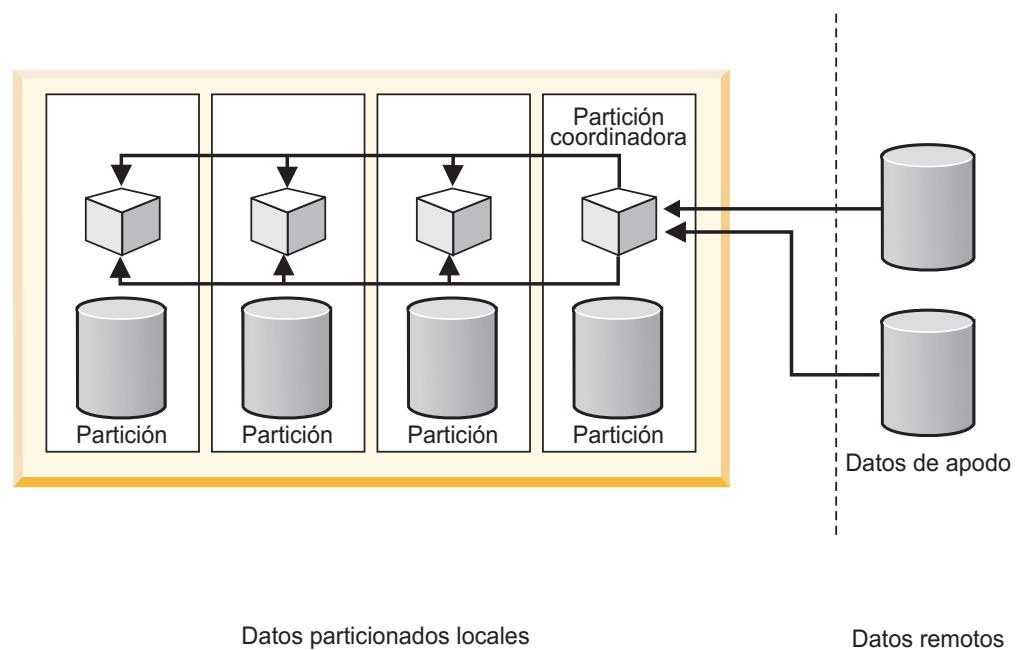 Partición
coordinadora
Partición
Partición
Partición
Partición
Datos de apodo
Datos particionados locales
Datos remotos